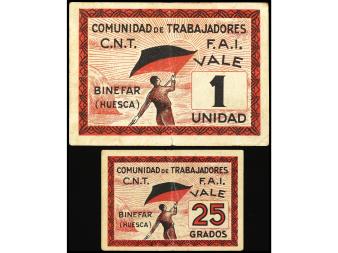 COMUNIDAD DE TRABAJADORES
C.N.T. F.A.I.
VALE
BINEFAR 1
(HUESCA)
UNIDAD
COMUNIDAD DE TRABAJADORES
C.N.T. F.A.I.
VALE
BINEFAR 25
(HUESCA) GRADOS